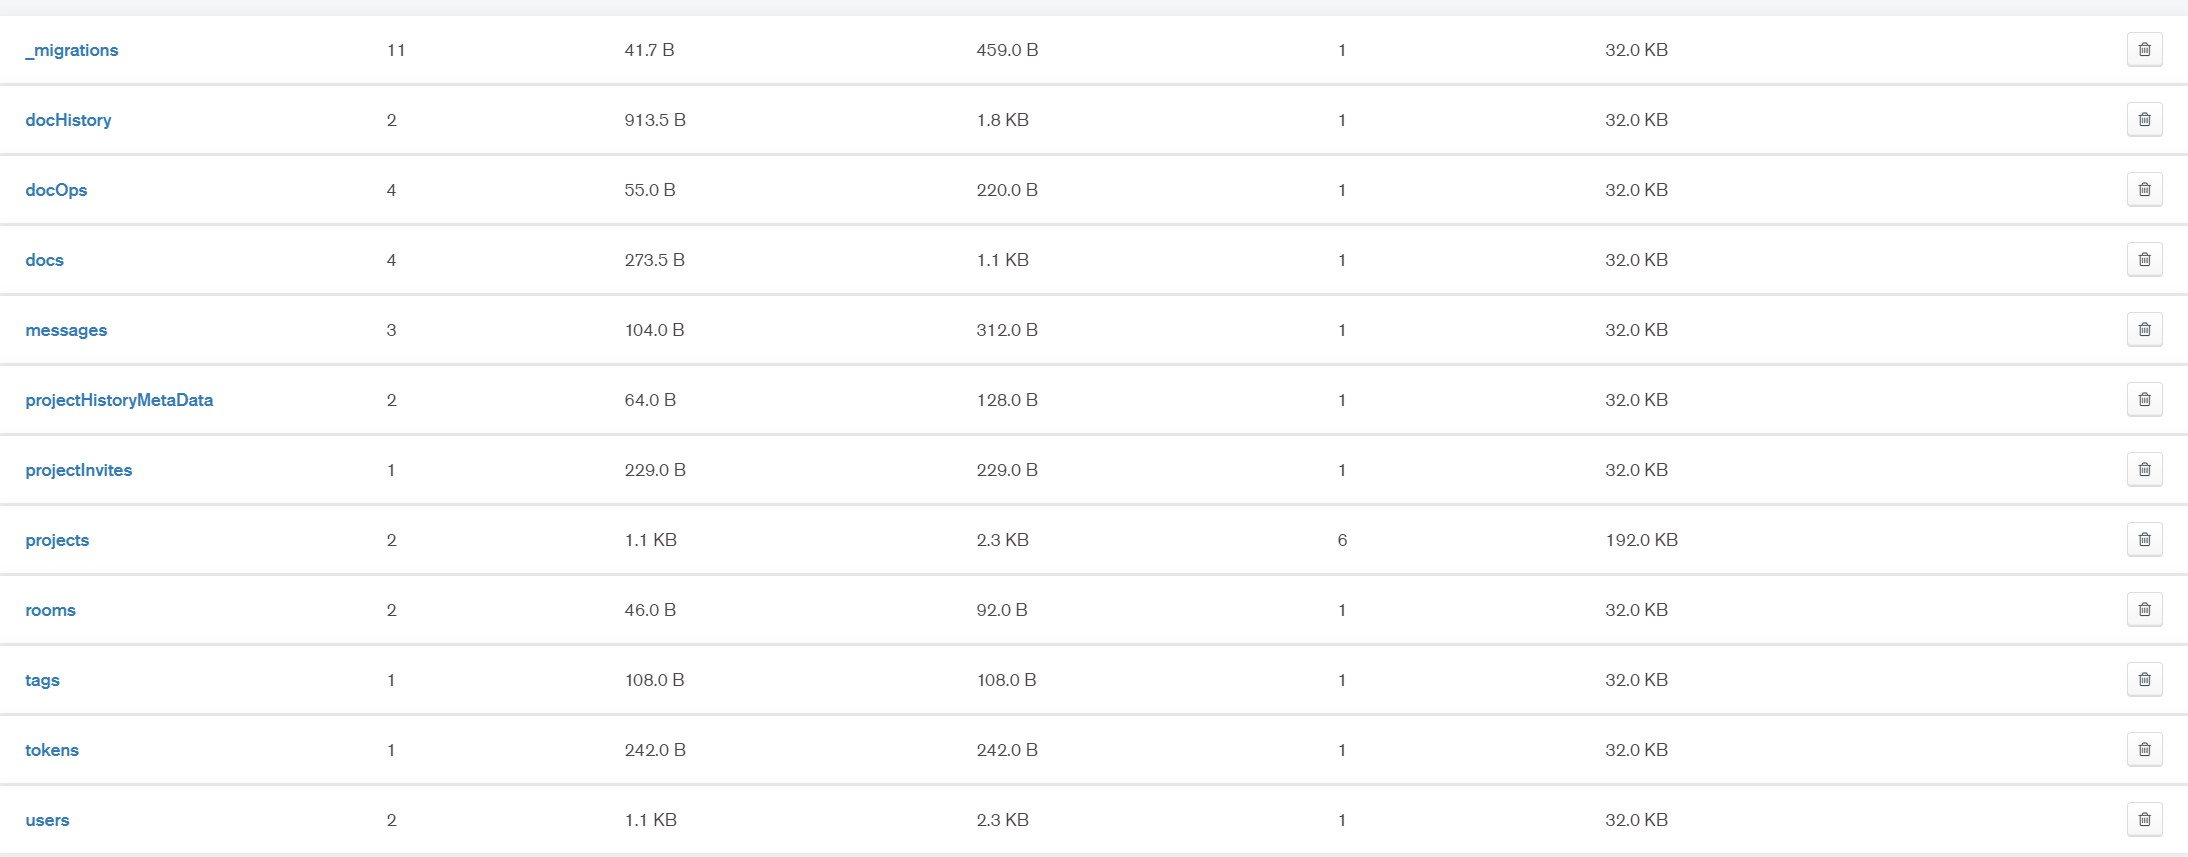 _migrations 11 41.7 B 459.0 B 1 32.0 KB
docHistory 2 913.5 B 1.8 KB 1 32.0 KB
docOps 4 55.0 B 220.0 B 1 32.0 KB
docs 4 273.5 B 1.1 KB 1 32.0 KB
messages 3 104.0 B 312.0 B 1 32.0 KB
projectHistoryMetaData 2 64.0 B 128.0 B 1 32.0 KB
projectInvites 1 229.0 B 229.0 B 1 32.0 KB
projects 2 1.1 KB 2.3 KB 6 192.0 KB
rooms 2 46.0 B 92.0 B 1 32.0 KB
tags 1 108.0 B 108.0 B 1 32.0 KB
tokens 1 242.0 B 242.0 B 1 32.0 KB
users 2 1.1 KB 2.3 KB 1 32.0 KB